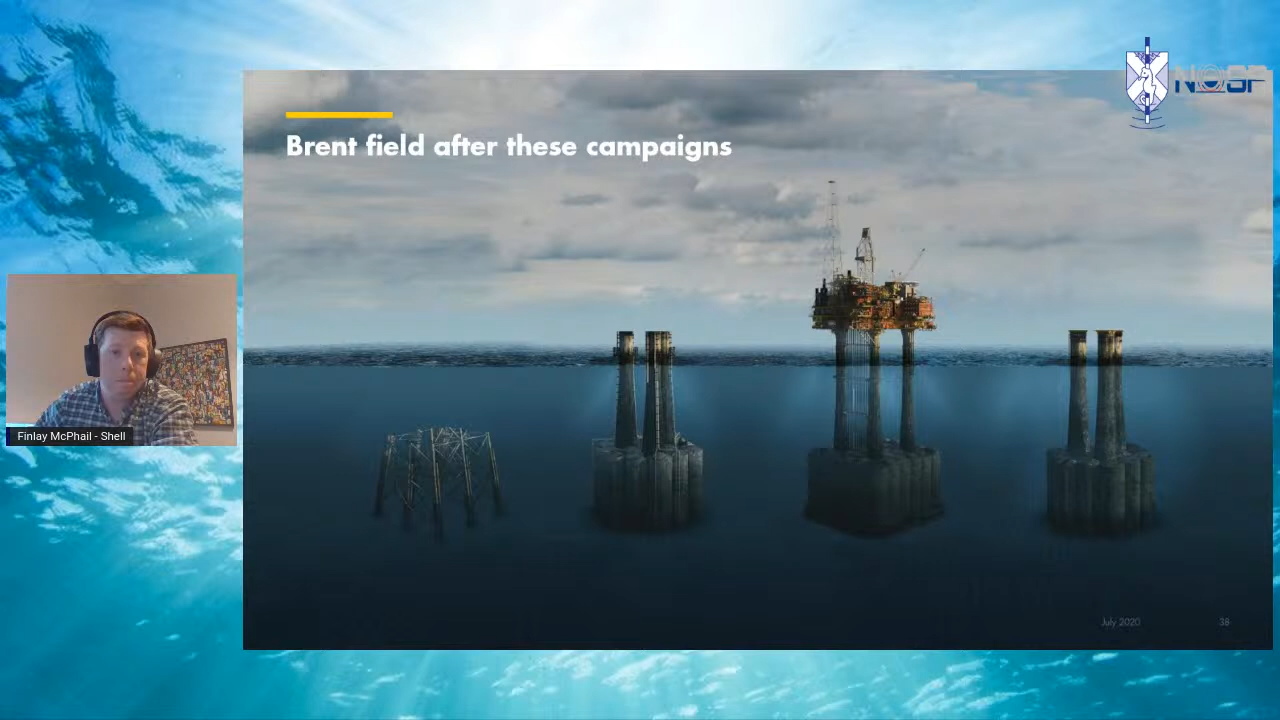 Brent field after these campaigns
Finlay McPhail - Shell
July 2020
38